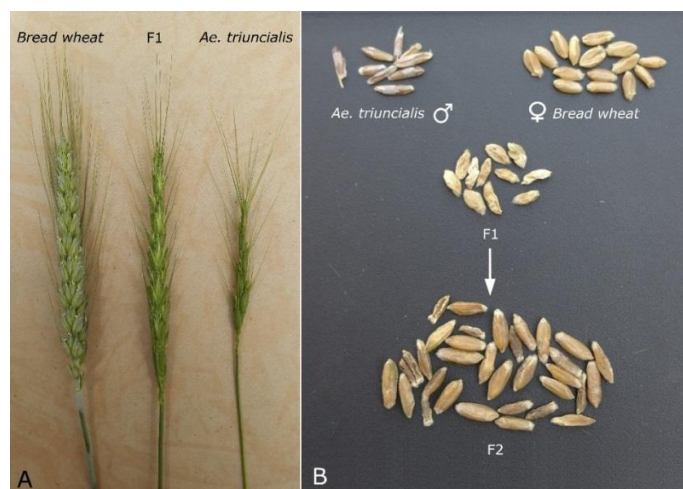 Bread wheat F1 Ae. triuncialis
A
Ae. triuncialis ♂ ♀ Bread wheat
F1
F2
B